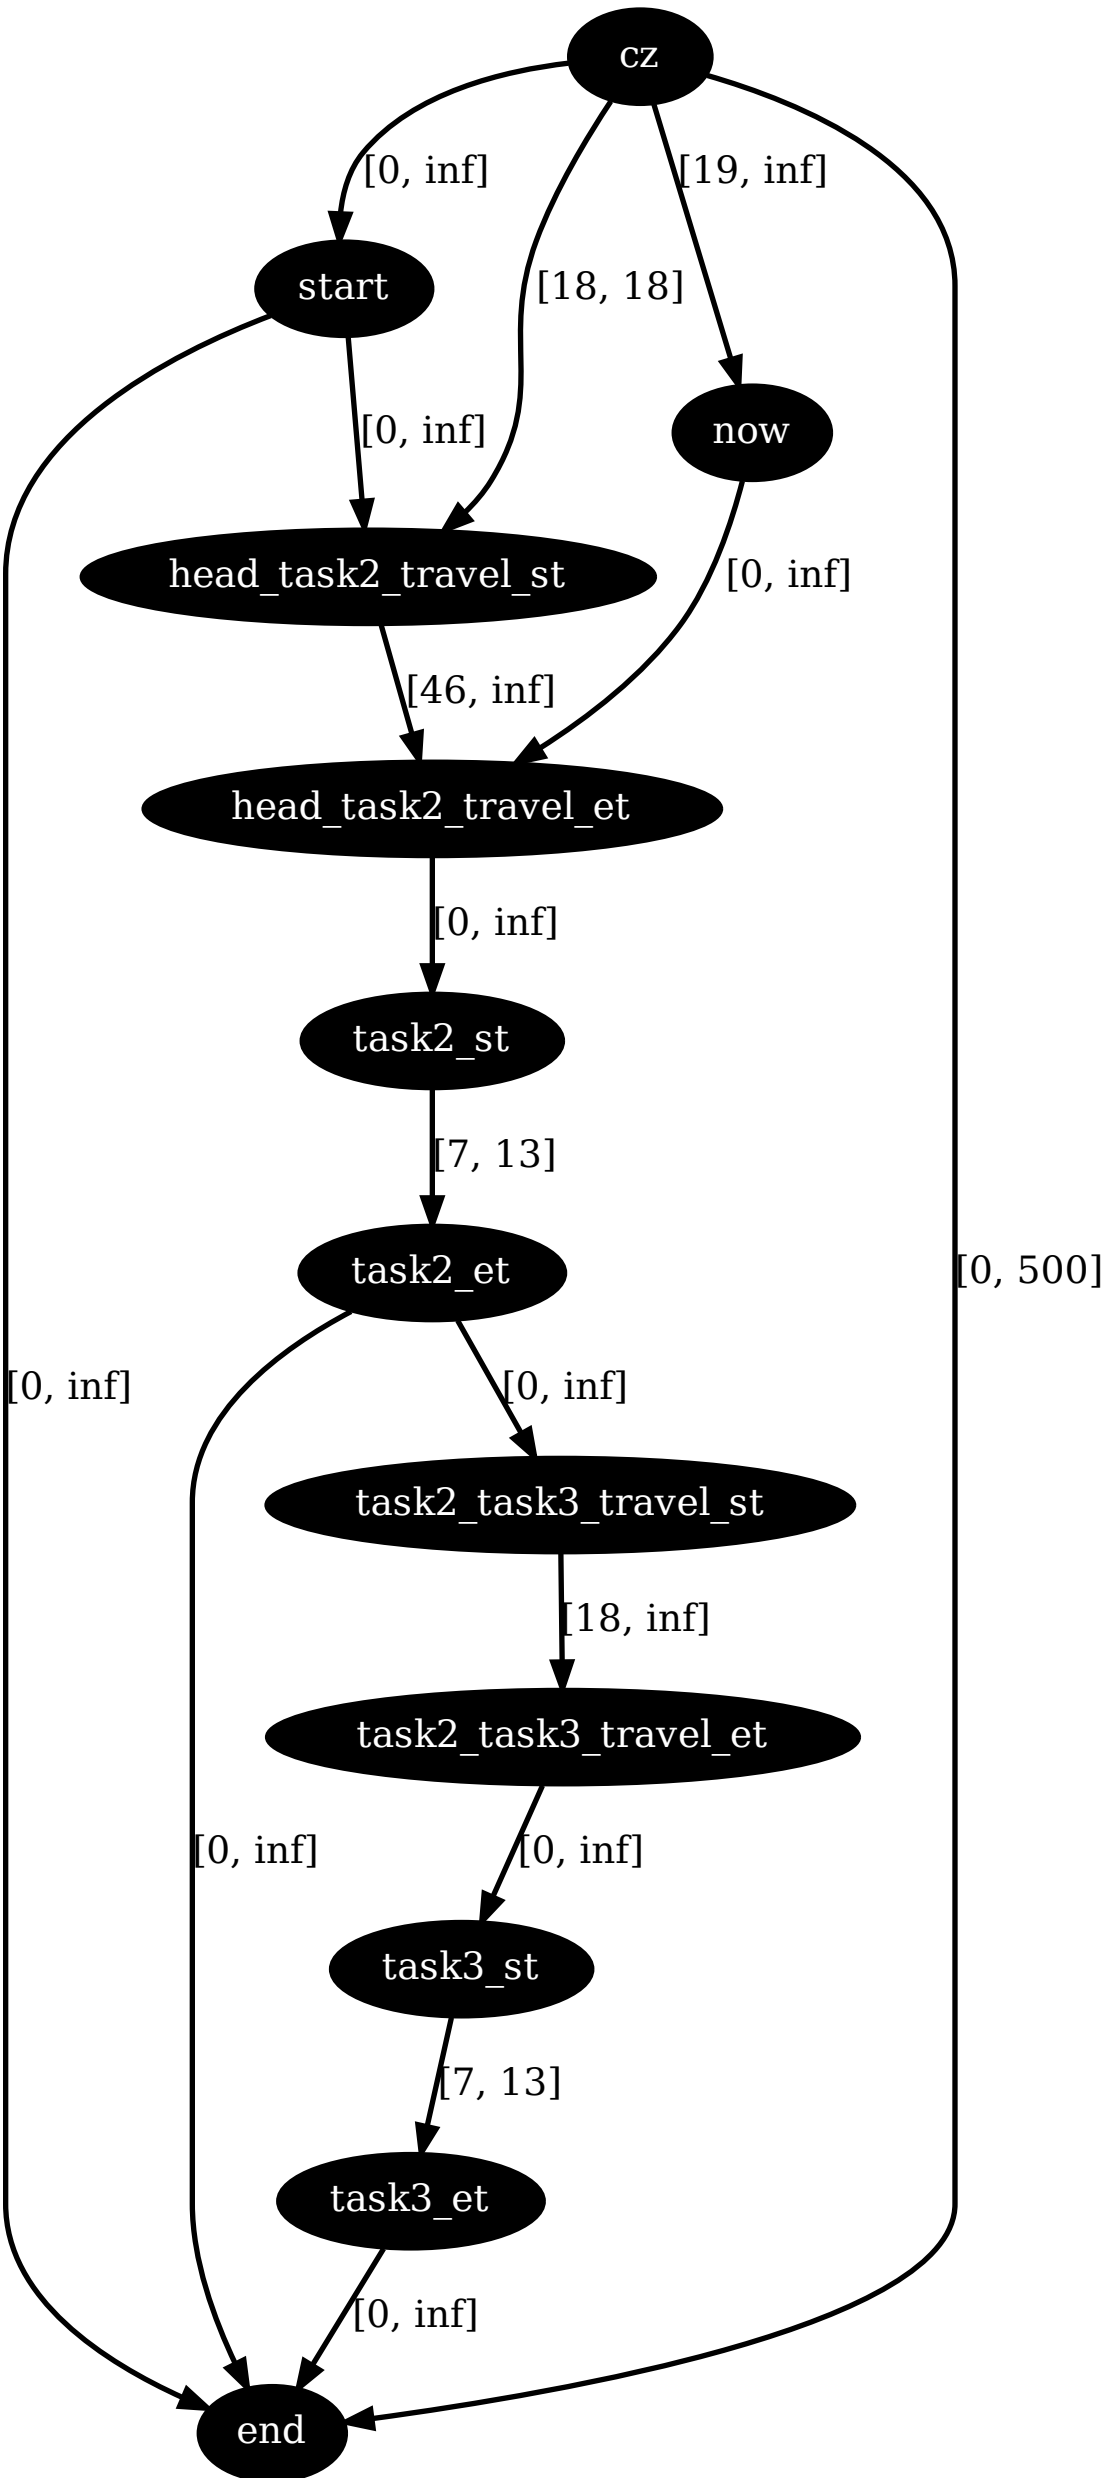 cz
[0, inf]
[19, inf]
start
[18, 18]
[0, inf]
now
head_task2_travel_st
[0, inf]
[46, inf]
head_task2_travel_et
[0, inf]
task2_st
[7, 13]
task2_et
[0, 500]
[0, inf]
[0, inf]
task2_task3_travel_st
[18, inf]
task2_task3_travel_et
[0, inf]
[0, inf]
task3_st
[7, 13]
task3_et
[0, inf]
end